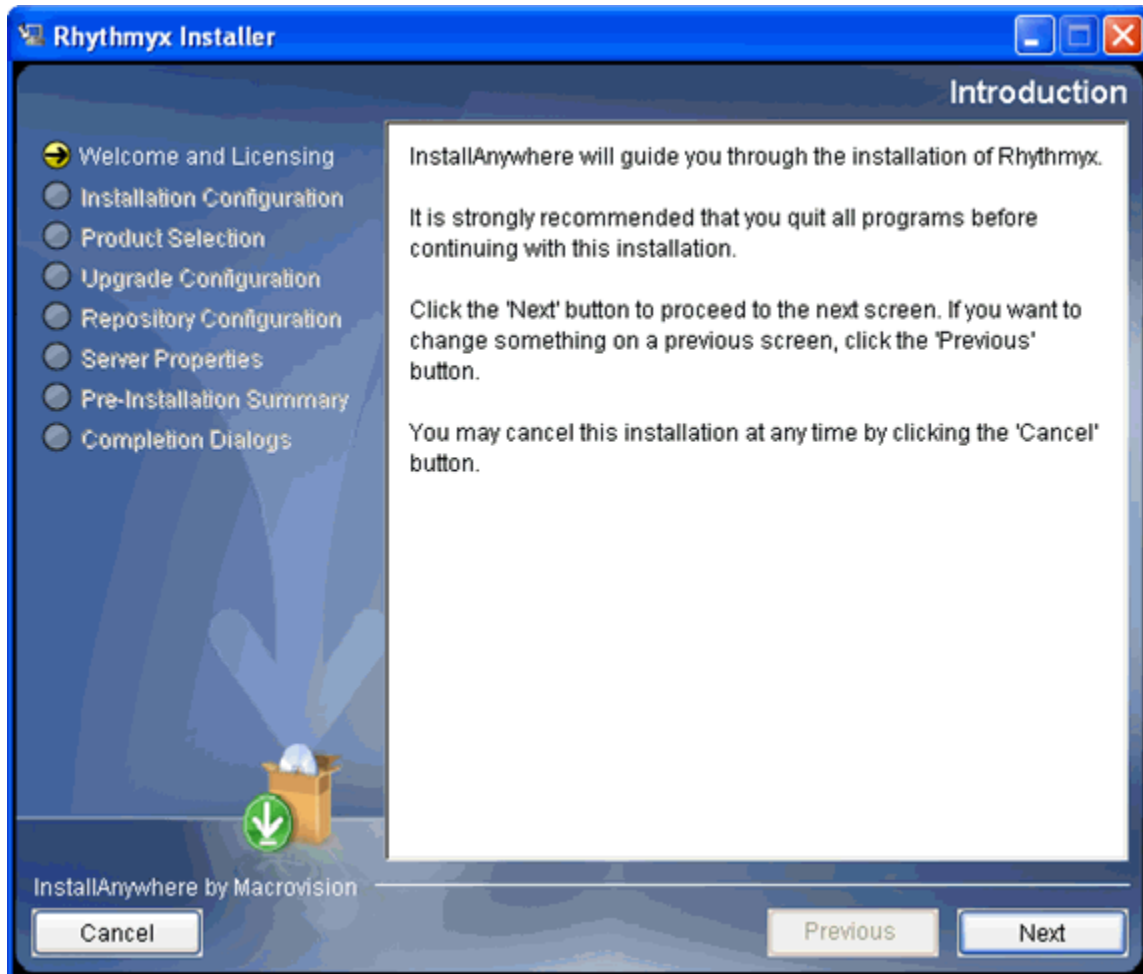 Rhythmyx Installer
Introduction
Welcome and Licensing
Installation Configuration
Product Selection
Upgrade Configuration
Repository Configuration
Server Properties
Pre-Installation Summary
Completion Dialogs
InstallAnywhere will guide you through the installation of Rhythmyx.
It is strongly recommended that you quit all programs before
continuing with this installation.
Click the 'Next' button to proceed to the next screen. If you want to
change something on a previous screen, click the 'Previous'
button.
You may cancel this installation at any time by clicking the 'Cancel'
button.
InstallAnywhere by Macrovision
Cancel
Previous
Next